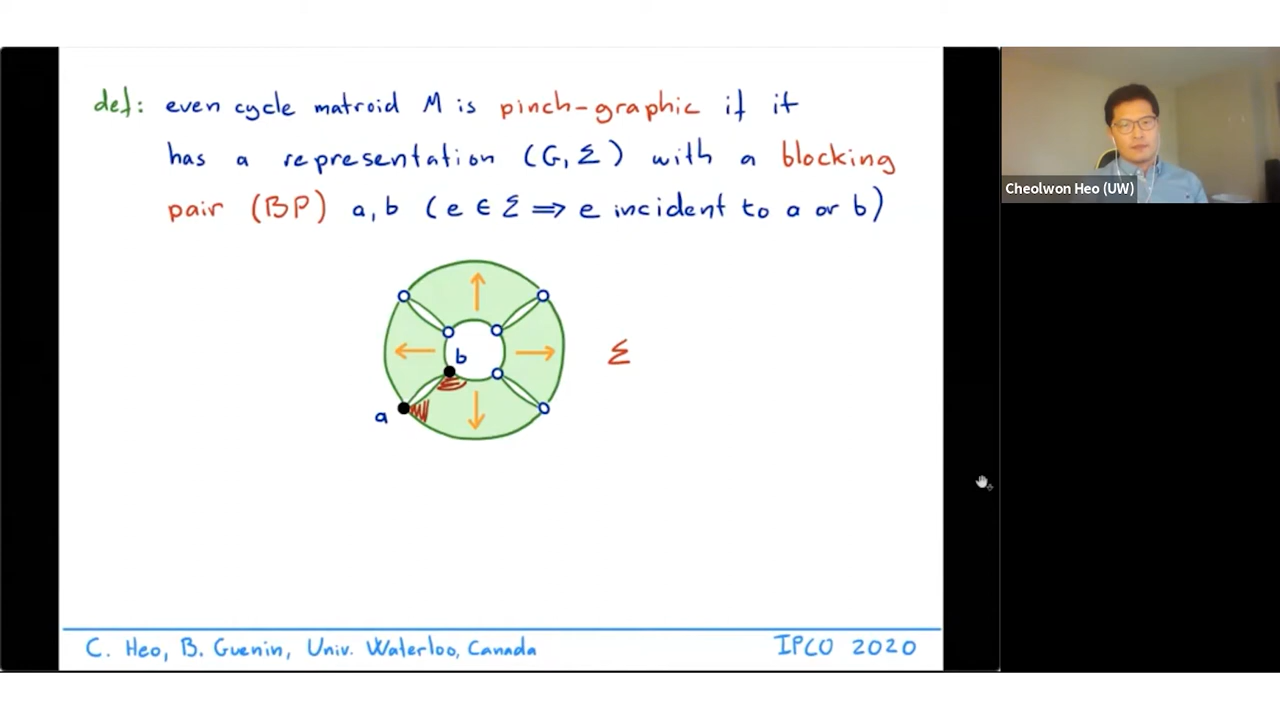 def: even cycle matroid M is pinch-graphic if it
has a representation (G, Σ) with a blocking
pair (BP) a, b (e ∈ Σ ⟹ e incident to a or b)
b
Σ
a
C. Heo, B. Guenin, Univ. Waterloo, Canada
IPCO 2020
Cheolwon Heo (UW)